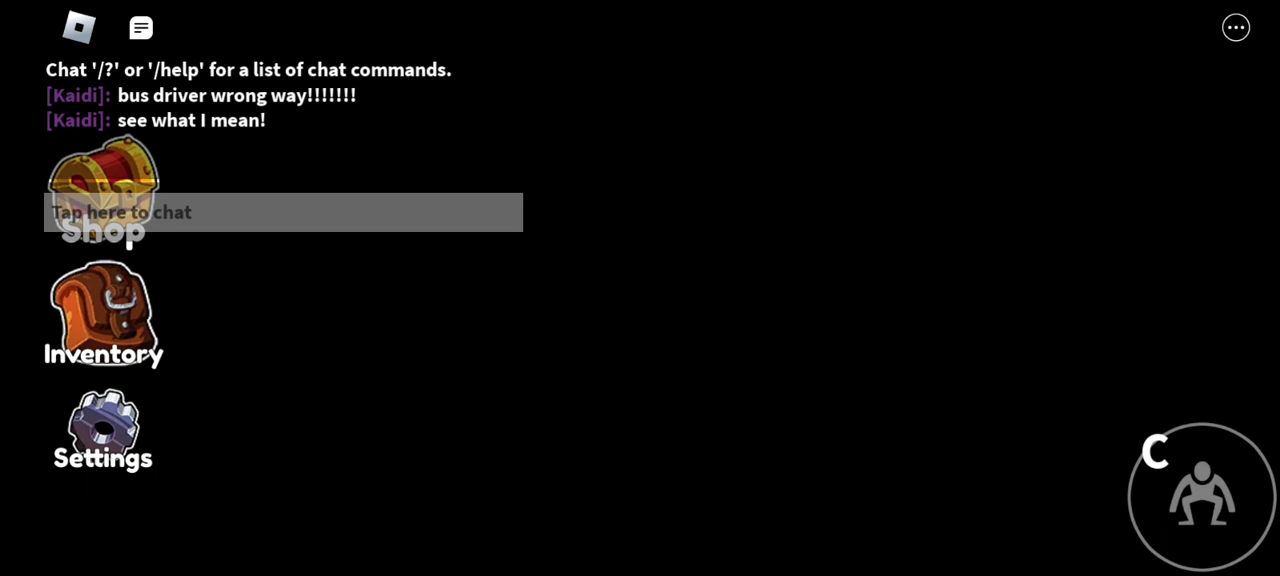 Chat '/?' or '/help' for a list of chat commands.
[Kaidi]: bus driver wrong way!!!!!!!
[Kaidi]: see what I mean!
Tap here to chat
Shop
Inventory
Settings
C